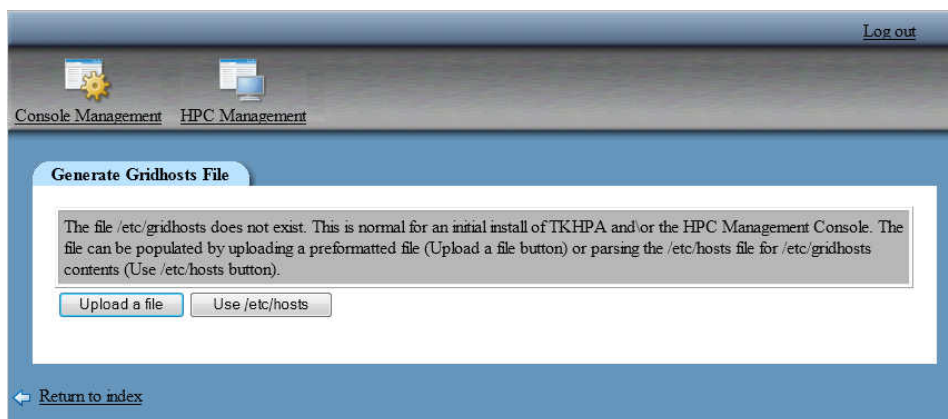 Log out
Console Management HPC Management
Generate Gridhosts File
The file /etc/gridhosts does not exist. This is normal for an initial install of TKHPA and\or the HPC Management Console. The
file can be populated by uploading a preformatted file (Upload a file button) or parsing the /etc/hosts file for /etc/gridhosts
contents (Use /etc/hosts button).
Upload a file Use /etc/hosts
Return to index